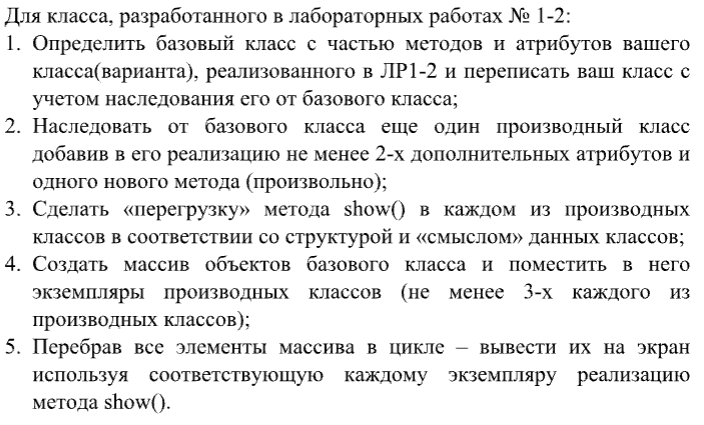 Для класса, разработанного в лабораторных работах № 1-2:
1. Определить базовый класс с частью методов и атрибутов вашего
класса(варианта), реализованного в ЛР1-2 и переписать ваш класс с
учетом наследования его от базового класса;
2. Наследовать от базового класса еще один производный класс
добавив в его реализацию не менее 2-х дополнительных атрибутов и
одного нового метода (произвольно);
3. Сделать «перегрузку» метода show() в каждом из производных
классов в соответствии со структурой и «смыслом» данных классов;
4. Создать массив объектов базового класса и поместить в него
экземпляры производных классов (не менее 3-х каждого из
производных классов);
5. Перебрав все элементы массива в цикле – вывести их на экран
используя соответствующую каждому экземпляру реализацию
метода show().